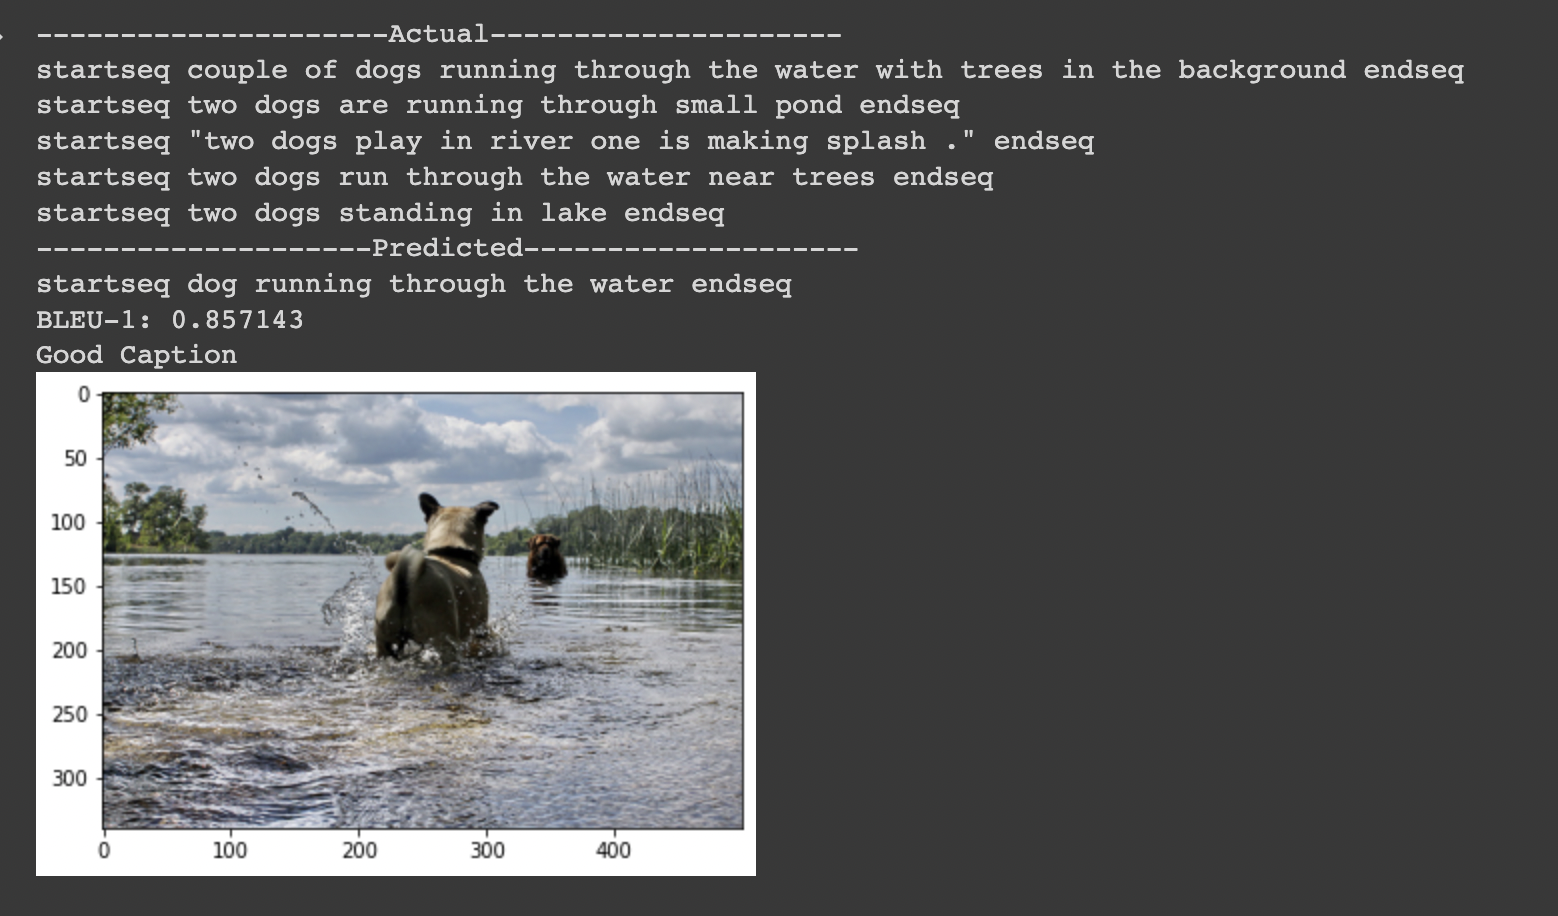 ---------------------Actual---------------------
startseq couple of dogs running through the water with trees in the background endseq
startseq two dogs are running through small pond endseq
startseq "two dogs play in river one is making splash ." endseq
startseq two dogs run through the water near trees endseq
startseq two dogs standing in lake endseq
--------------------Predicted--------------------
startseq dog running through the water endseq
BLEU-1: 0.857143
Good Caption
0
50
100
150
200
250
300
0 100 200 300 400